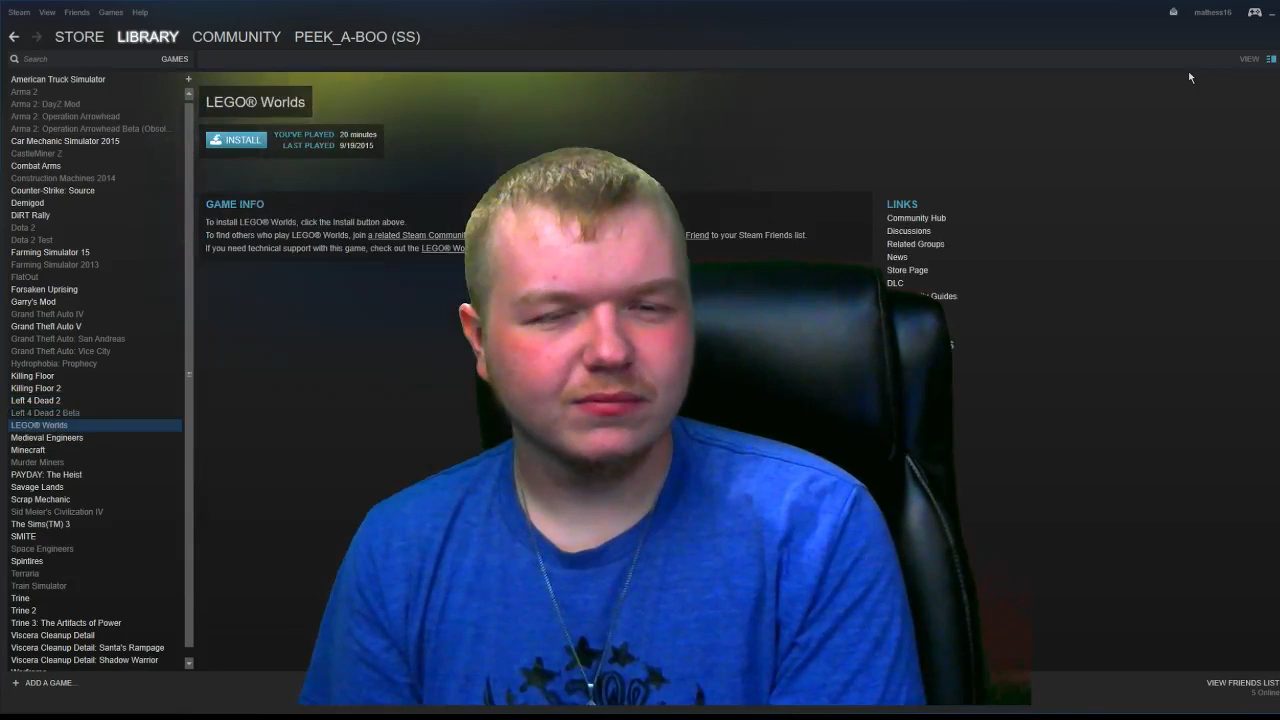 Steam View Friends Games Help
mathess16
STORE LIBRARY COMMUNITY PEEK_A-BOO (SS)
Search GAMES
VIEW
American Truck Simulator +
Arma 2
Arma 2: DayZ Mod
Arma 2: Operation Arrowhead
Arma 2: Operation Arrowhead Beta (Obsol...
Car Mechanic Simulator 2015
CastleMiner Z
Combat Arms
Construction Machines 2014
Counter-Strike: Source
Demigod
DiRT Rally
Dota 2
Dota 2 Test
Farming Simulator 15
Farming Simulator 2013
FlatOut
Forsaken Uprising
Garry's Mod
Grand Theft Auto IV
Grand Theft Auto V
Grand Theft Auto: San Andreas
Grand Theft Auto: Vice City
Hydrophobia: Prophecy
Killing Floor
Killing Floor 2
Left 4 Dead 2
Left 4 Dead 2 Beta
LEGO® Worlds
Medieval Engineers
Minecraft
Murder Miners
PAYDAY: The Heist
Savage Lands
Scrap Mechanic
Sid Meier's Civilization IV
The Sims(TM) 3
SMITE
Space Engineers
Spintires
Terraria
Train Simulator
Trine
Trine 2
Trine 3: The Artifacts of Power
Viscera Cleanup Detail
Viscera Cleanup Detail: Santa's Rampage
Viscera Cleanup Detail: Shadow Warrior
+ ADD A GAME...
LEGO® Worlds
INSTALL
YOU'VE PLAYED 20 minutes
LAST PLAYED 9/19/2015
GAME INFO
To install LEGO® Worlds, click the Install button above.
To find others who play LEGO® Worlds, join a related Steam Friend to your Steam Friends list.
If you need technical support with this game, check out the LEGO®
LINKS
Community Hub
Discussions
Related Groups
News
Store Page
DLC
Guides
VIEW FRIENDS LIST
5 Online